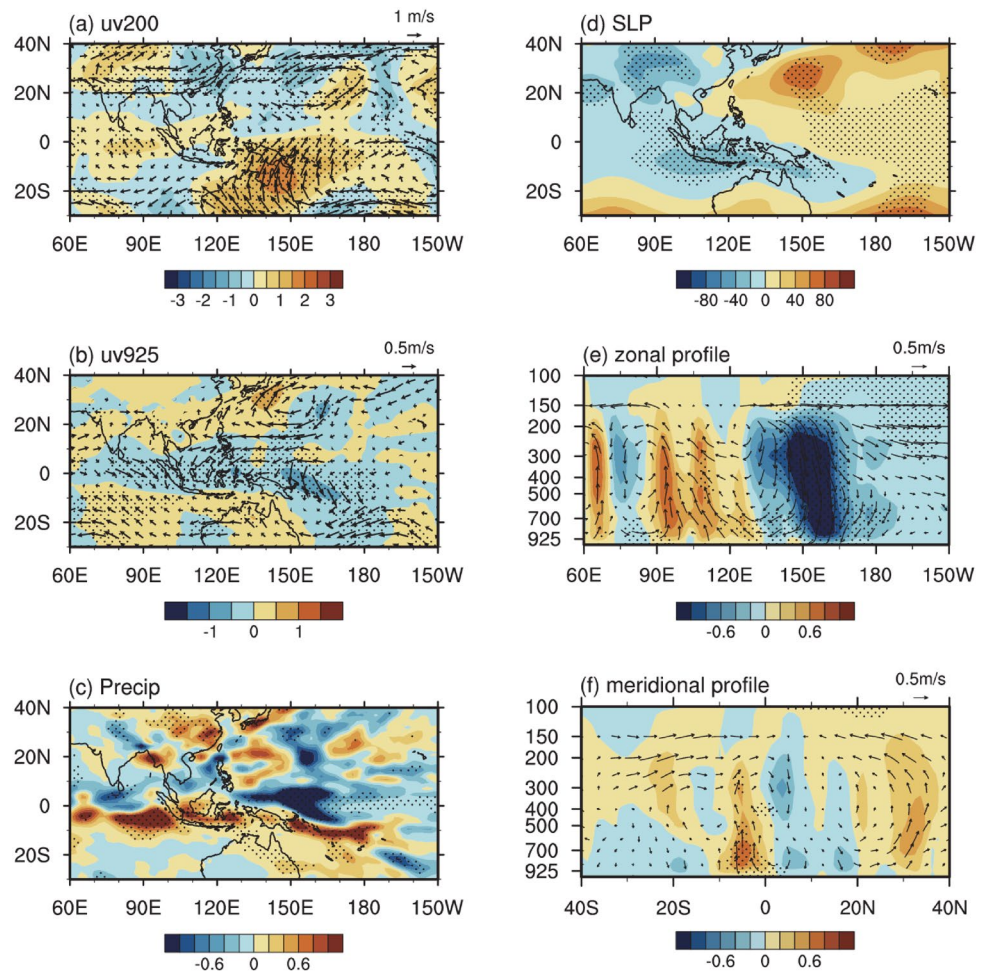 (a) uv200
1 m/s
40N
20N
0
20S
60E 90E 120E 150E 180 150W
-3 -2 -1 0 1 2 3
(d) SLP
40N
20N
0
20S
60E 90E 120E 150E 180 150W
-80 -40 0 40 80
(b) uv925
0.5m/s
40N
20N
0
20S
60E 90E 120E 150E 180 150W
-1 0 1
(e) zonal profile
0.5m/s
100
150
200
300
400
500
700
925
60E 90E 120E 150E 180 150W
-0.6 0 0.6
(c) Precip
40N
20N
0
20S
60E 90E 120E 150E 180 150W
-0.6 0 0.6
(f) meridional profile
0.5m/s
100
150
200
300
400
500
700
925
40S 20S 0 20N 40N
-0.6 0 0.6